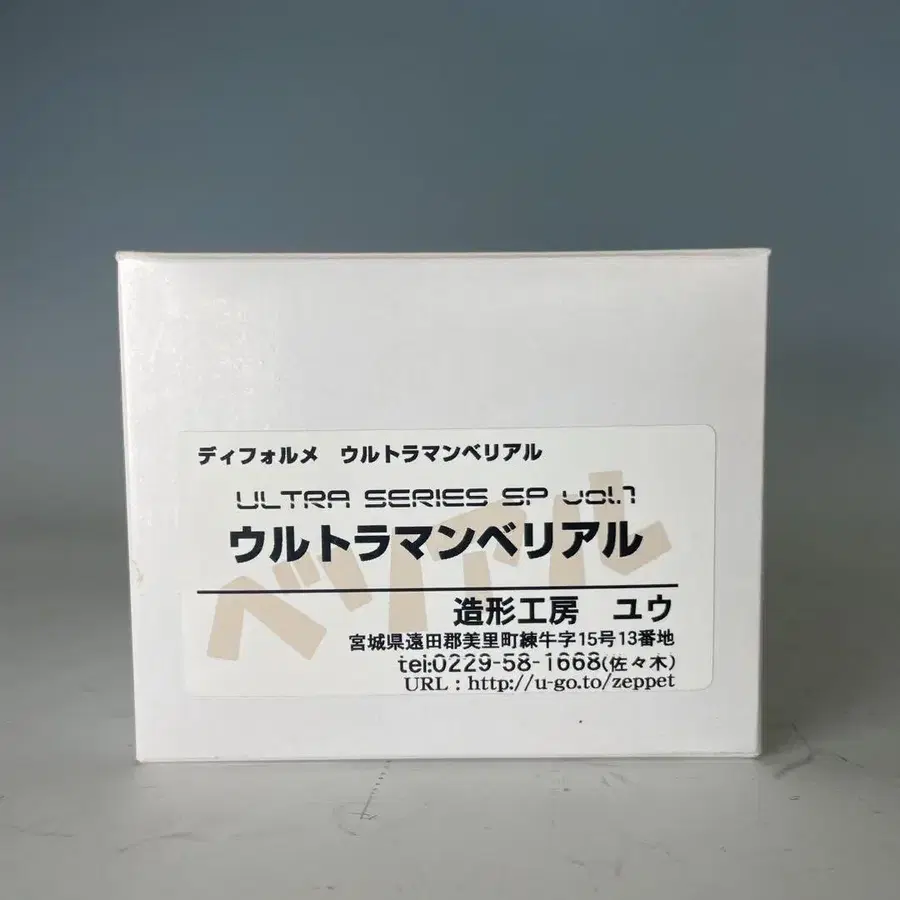 ディフォルメ　ウルトラマンベリアル
ULTRA SERIES SP vol.1
ウルトラマンベリアル
ベリアル
造形工房　ユウ
宮城県遠田郡美里町練牛字15号13番地
tel:0229-58-1668(佐々木)
URL : http://u-go.to/zeppet